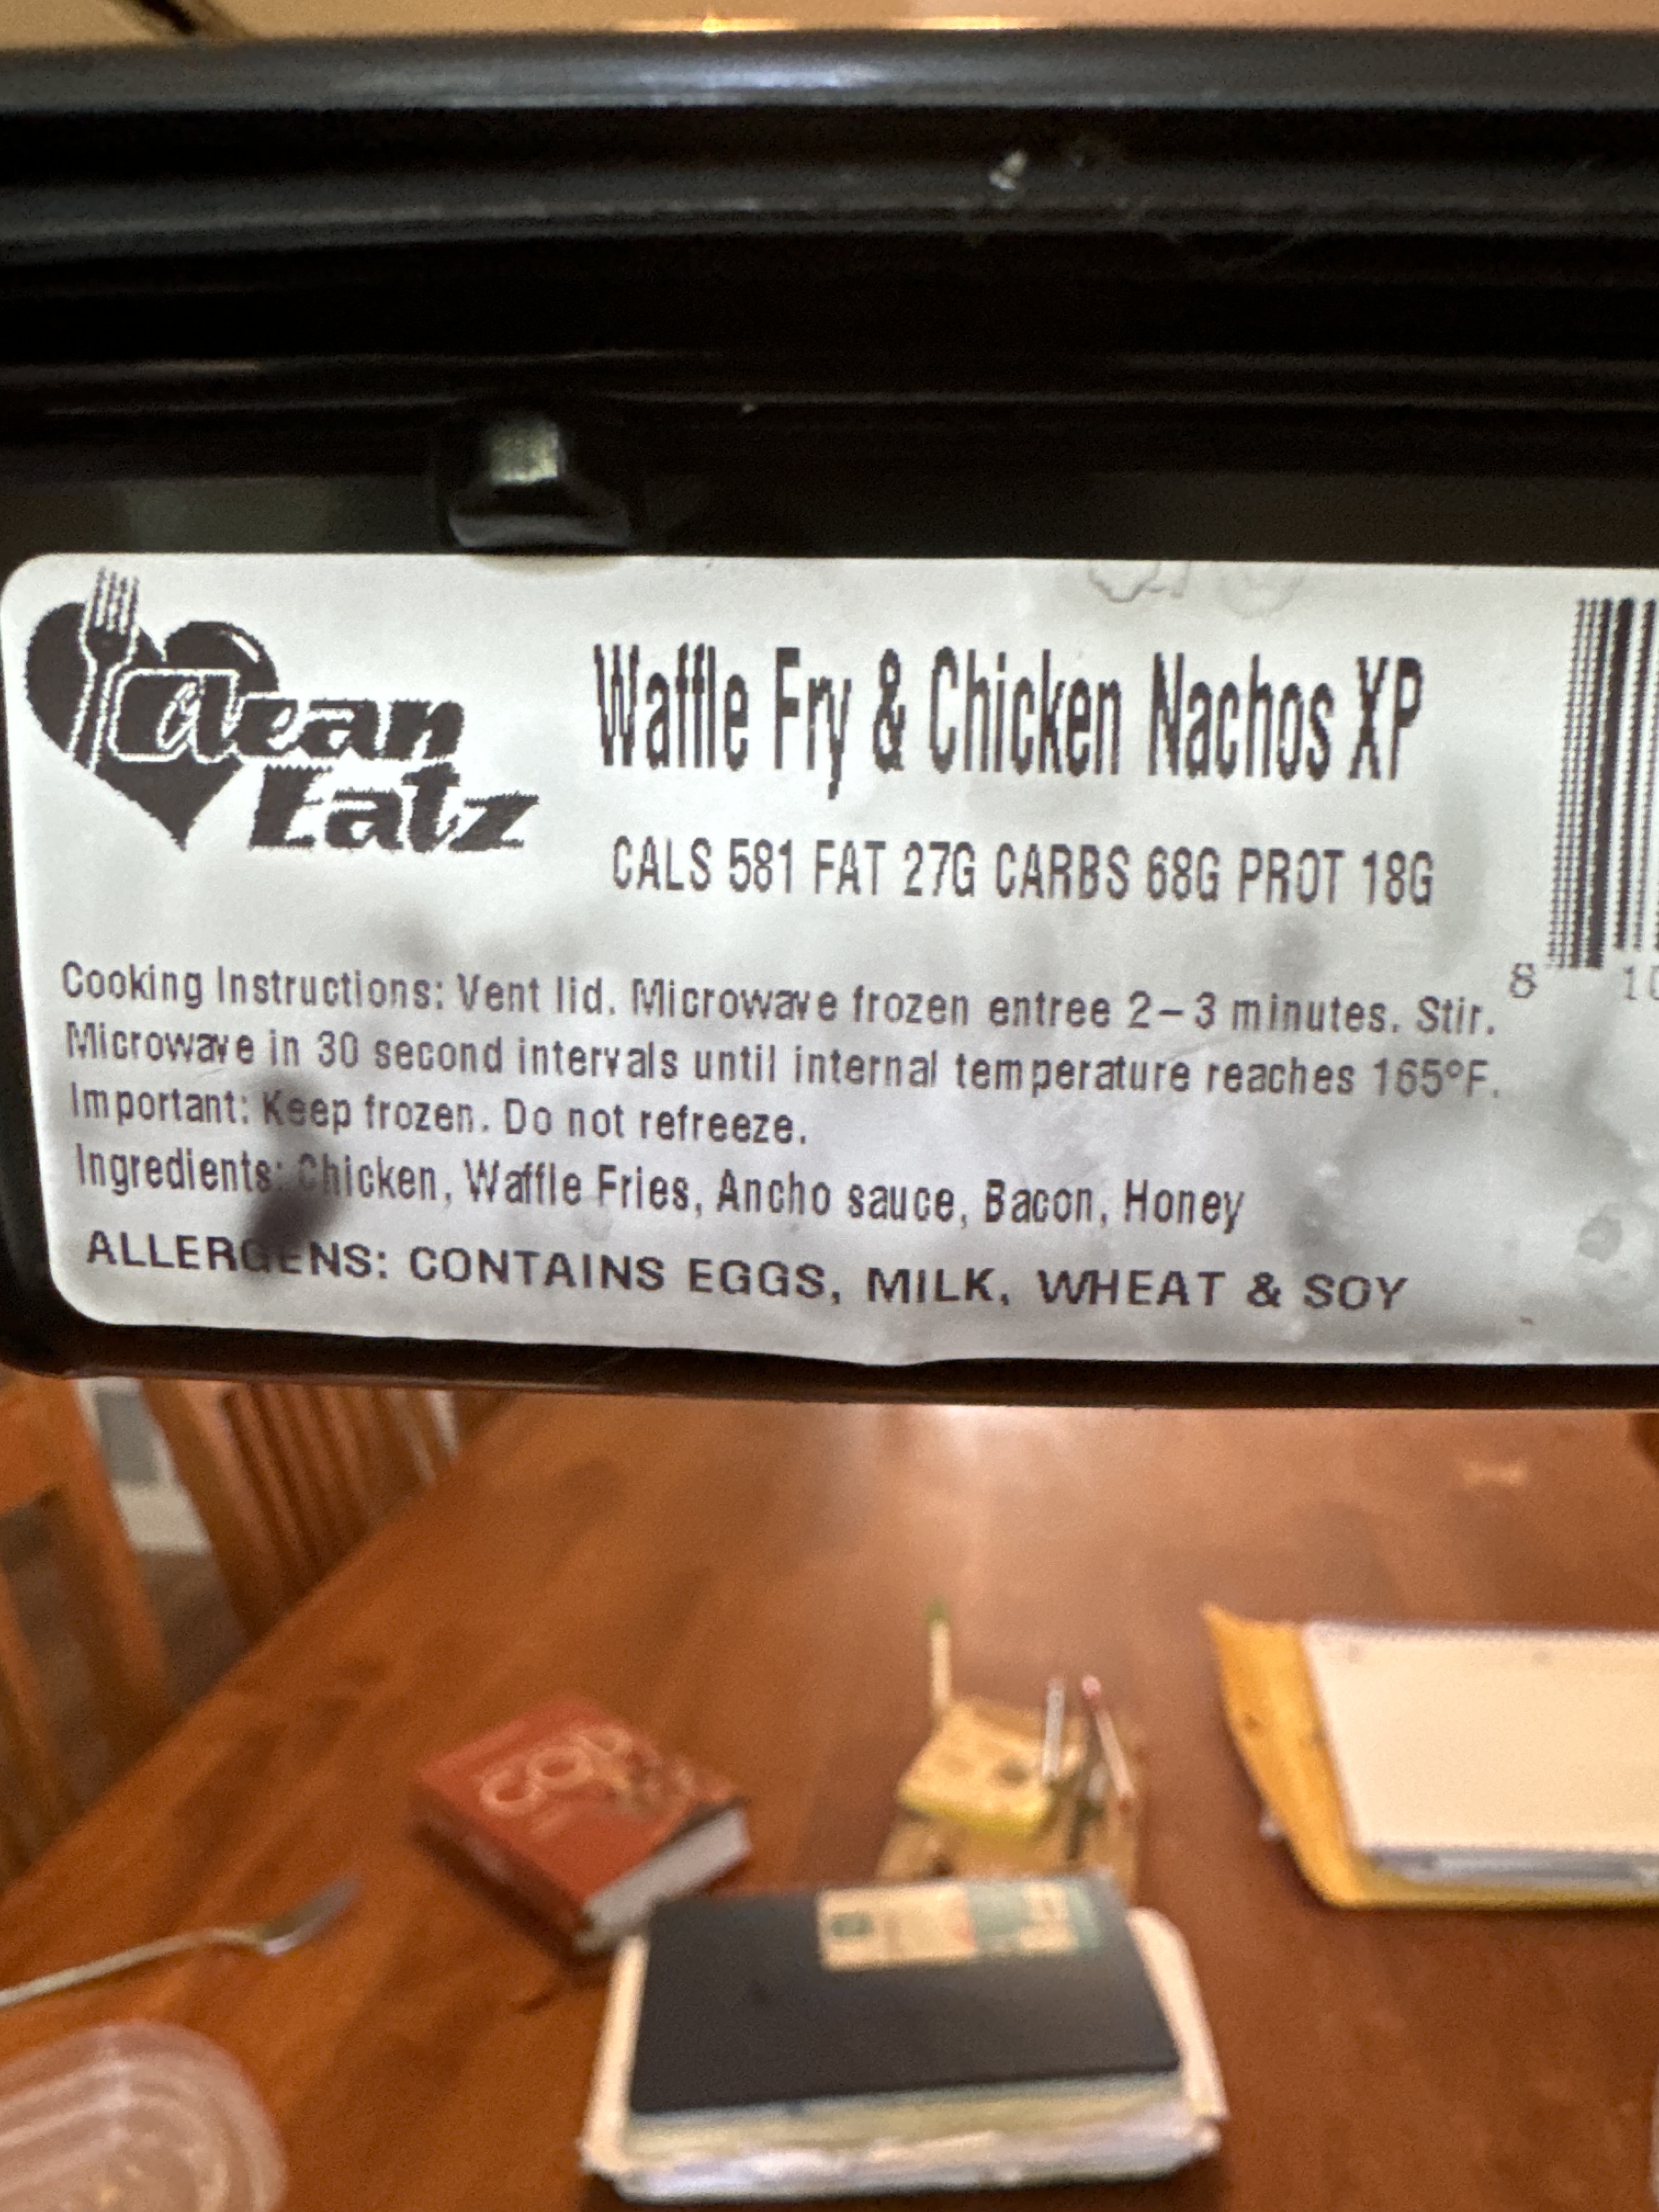 Clean
Eatz
Waffle Fry & Chicken Nachos XP
CALS 581 FAT 27G CARBS 68G PROT 18G
Cooking Instructions: Vent lid. Microwave frozen entree 2-3 minutes. Stir.
Microwave in 30 second intervals until internal temperature reaches 165°F.
Important: Keep frozen. Do not refreeze.
Ingredients: Chicken, Waffle Fries, Ancho sauce, Bacon, Honey
ALLERGENS: CONTAINS EGGS, MILK, WHEAT & SOY
8 10